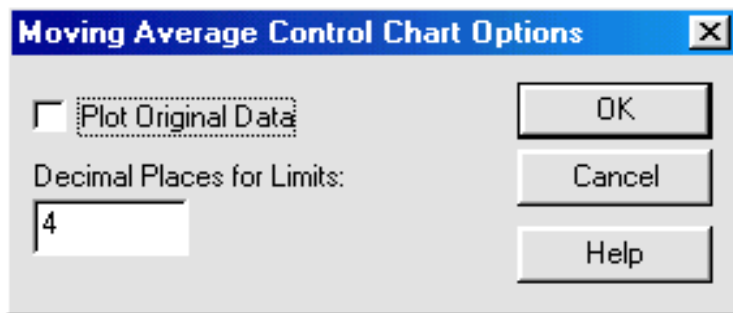 Moving Average Control Chart Options
Plot Original Data
OK
Decimal Places for Limits:
Cancel
4
Help